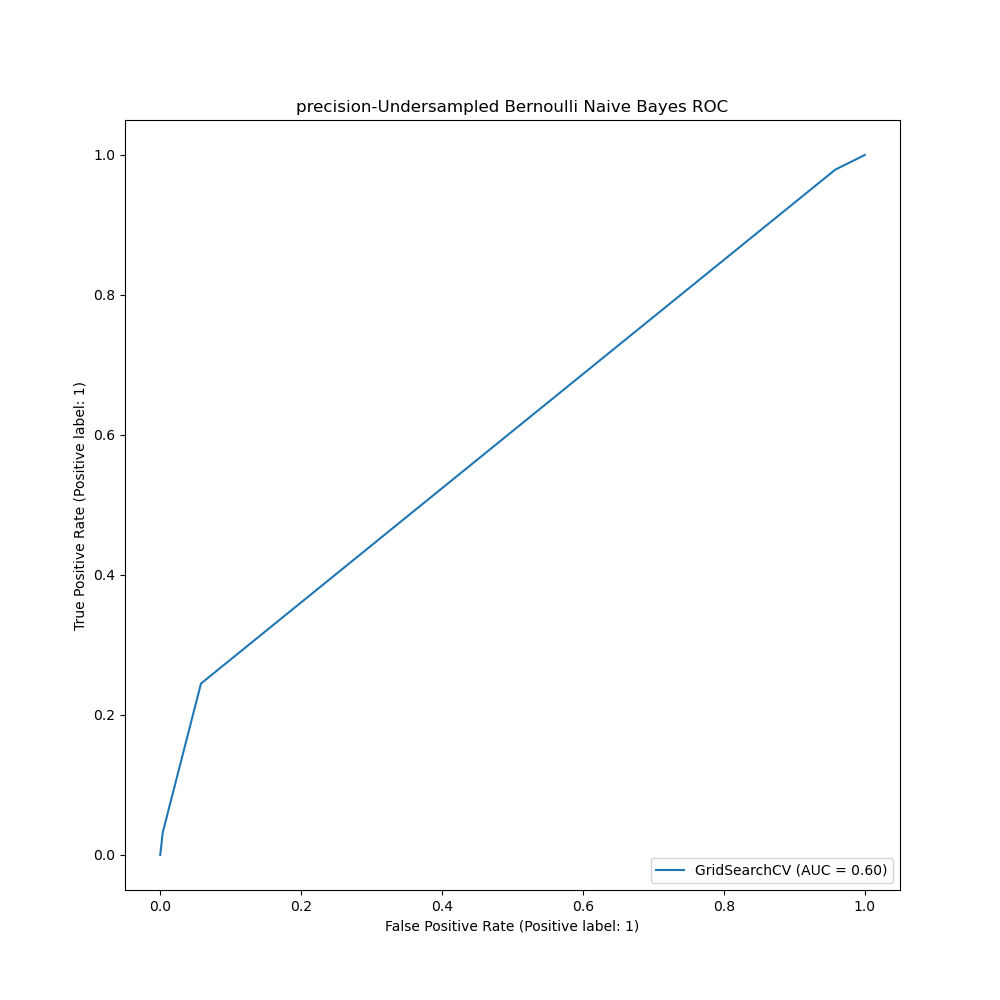 precision-Undersampled Bernoulli Naive Bayes ROC
1.0
0.8
0.6
0.4
0.2
0.0
True Positive Rate (Positive label: 1)
GridSearchCV (AUC = 0.60)
0.0 0.2 0.4 0.6 0.8 1.0
False Positive Rate (Positive label: 1)